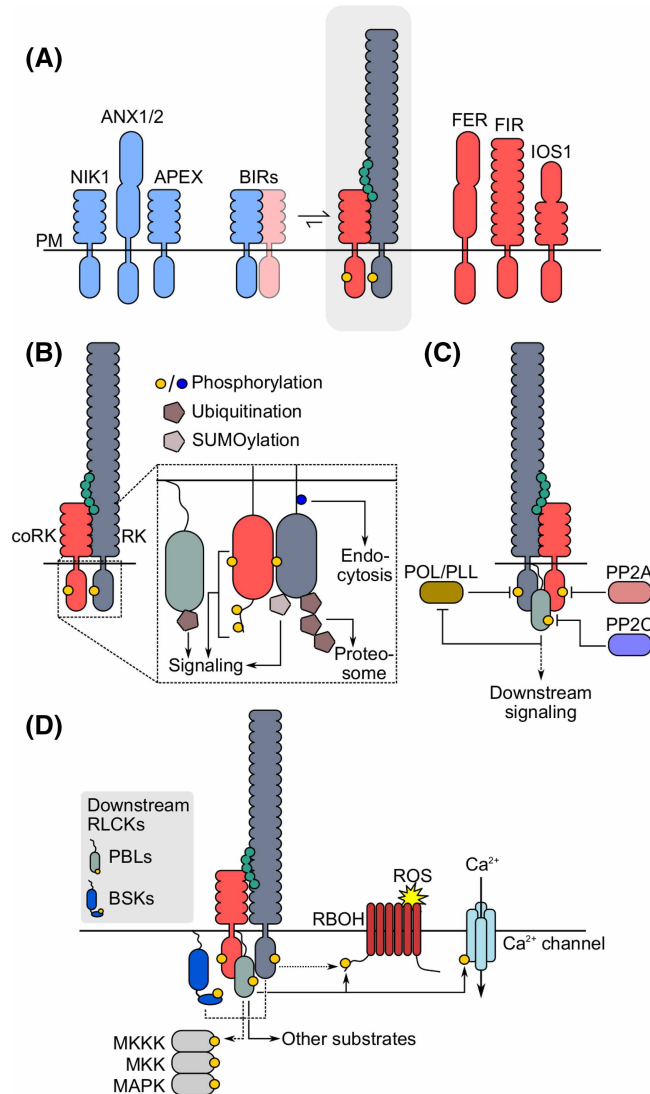 (A)
ANX1/2
NIK1
APEX
BIRs
FER
FIR
IOS1
PM
(B)
/ Phosphorylation
Ubiquitination
SUMOylation
coRK
RK
Endo-
cytosis
Signaling
Proteo-
some
(C)
POL/PLL
PP2A
PP2C
Downstream
signaling
(D)
Downstream
RLCKs
PBLs
BSKs
ROS
RBOH
Ca²⁺
Ca²⁺ channel
Other substrates
MKKK
MKK
MAPK